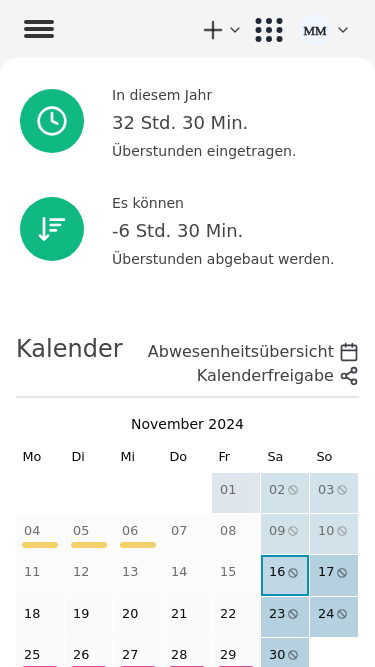 MM
In diesem Jahr
32 Std. 30 Min.
Überstunden eingetragen.
Es können
-6 Std. 30 Min.
Überstunden abgebaut werden.
Kalender
Abwesenheitsübersicht
Kalenderfreigabe
November 2024
Mo Di Mi Do Fr Sa So
01 02 03
04 05 06 07 08 09 10
11 12 13 14 15 16 17
18 19 20 21 22 23 24
25 26 27 28 29 30